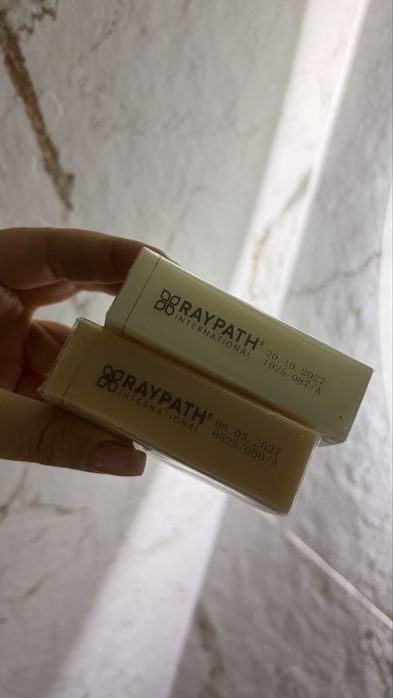 RAYPATH®
INTERNATIONAL
20.10.2027
1025/087/A
RAYPATH®
INTERNATIONAL
08.05.2027
0525/050/A